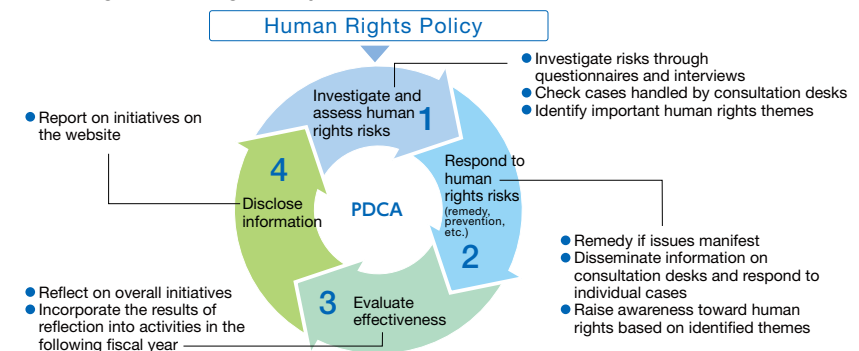 Human Rights Policy
Investigate and
assess human
rights risks
1
● Investigate risks through
questionnaires and interviews
● Check cases handled by consultation desks
● Identify important human rights themes
Respond to
human
rights risks
(remedy,
prevention,
etc.)
2
● Remedy if issues manifest
● Disseminate information on
consultation desks and respond to
individual cases
● Raise awareness toward human
rights based on identified themes
3
Evaluate
effectiveness
● Reflect on overall initiatives
● Incorporate the results of
reflection into activities in the
following fiscal year
4
Disclose
information
● Report on initiatives on
the website
PDCA